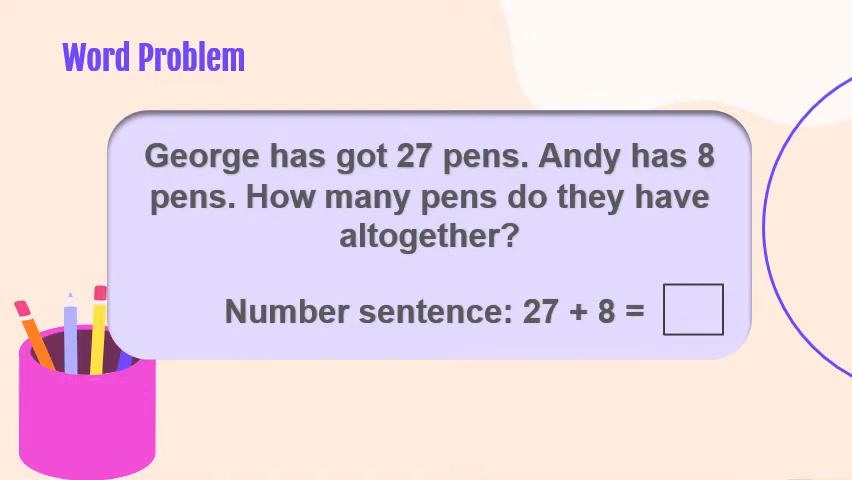 Word Problem
George has got 27 pens. Andy has 8
pens. How many pens do they have
altogether?
Number sentence: 27 + 8 =